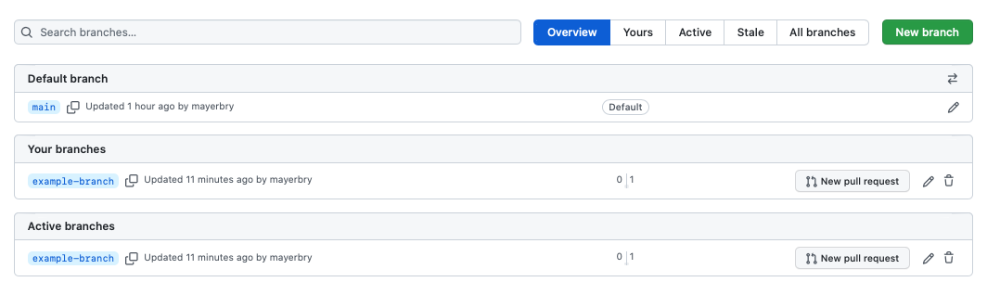 Search branches...
Overview Yours Active Stale All branches New branch
Default branch
main Updated 1 hour ago by mayerbry Default
Your branches
example-branch Updated 11 minutes ago by mayerbry 0 1 New pull request
Active branches
example-branch Updated 11 minutes ago by mayerbry 0 1 New pull request